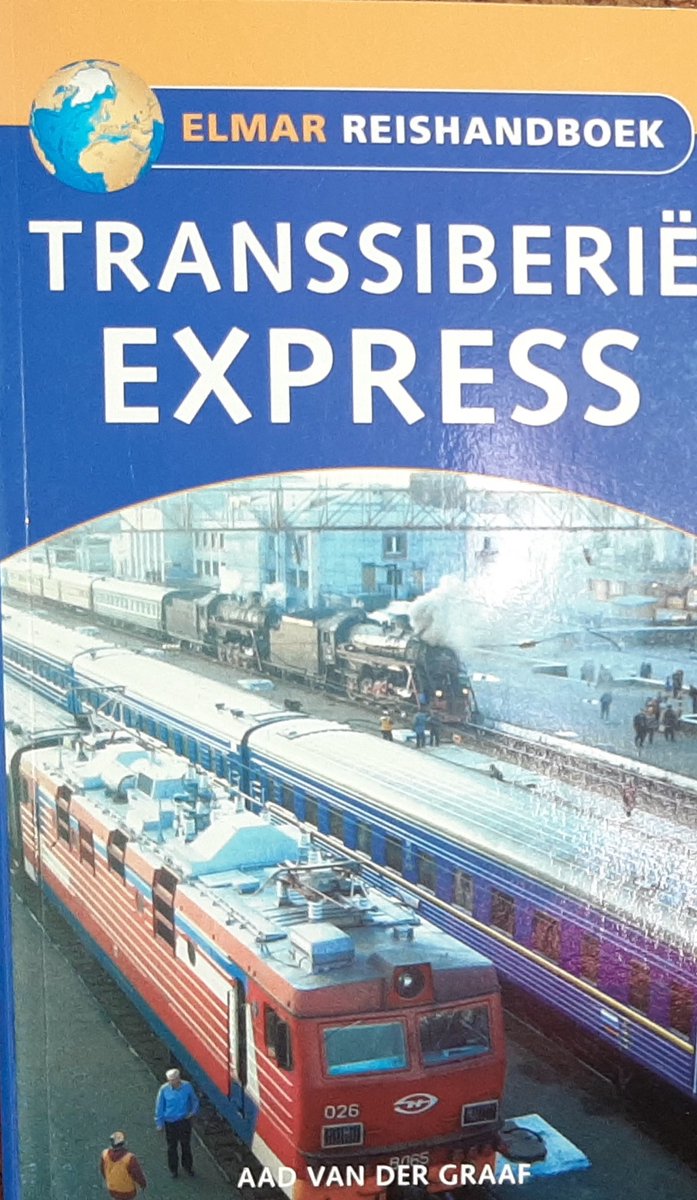 ELMAR REISHANDBOEK
TRANSSIBERIË
EXPRESS
026
AAD VAN DER GRAAF